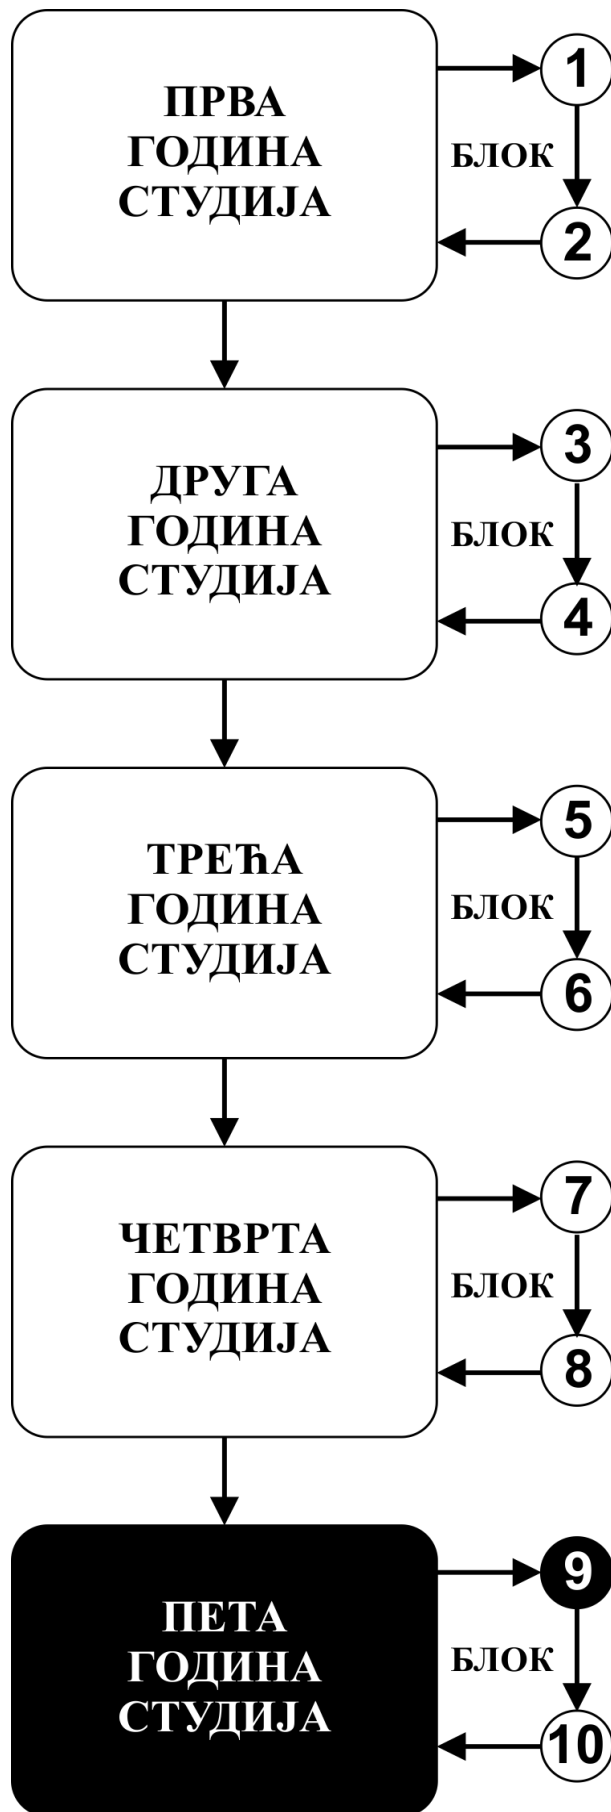 ПРВА
ГОДИНА
СТУДИЈА
1
БЛОК
2
ДРУГА
ГОДИНА
СТУДИЈА
3
БЛОК
4
ТРЕЋА
ГОДИНА
СТУДИЈА
5
БЛОК
6
ЧЕТВРТА
ГОДИНА
СТУДИЈА
7
БЛОК
8
ПЕТА
ГОДИНА
СТУДИЈА
9
БЛОК
10